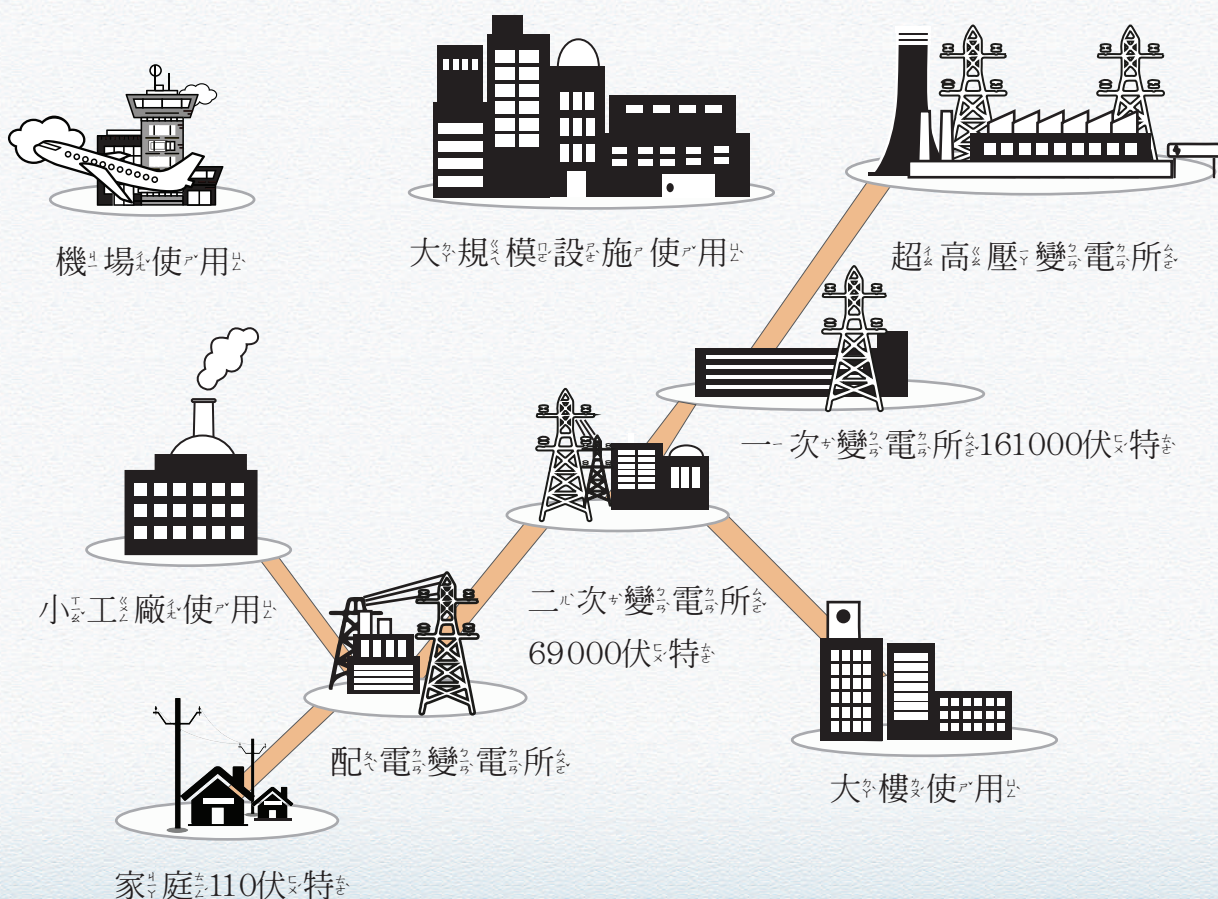 機場使用
大規模設施使用
超高壓變電所
一次變電所161000伏特
小工廠使用
二次變電所
69000伏特
配電變電所
大樓使用
家庭110伏特